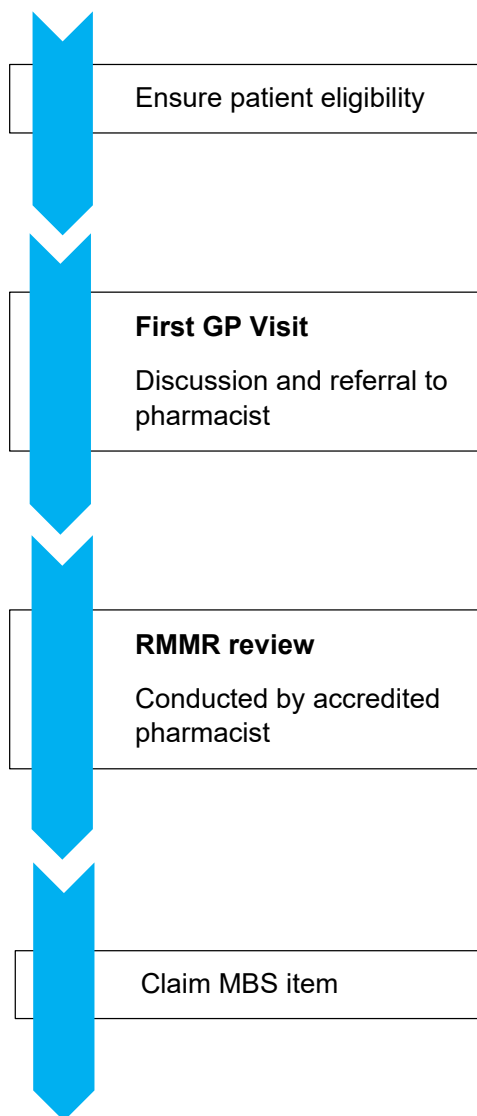 Ensure patient eligibility
First GP Visit
Discussion and referral to
pharmacist
RMMR review
Conducted by accredited
pharmacist
Claim MBS item